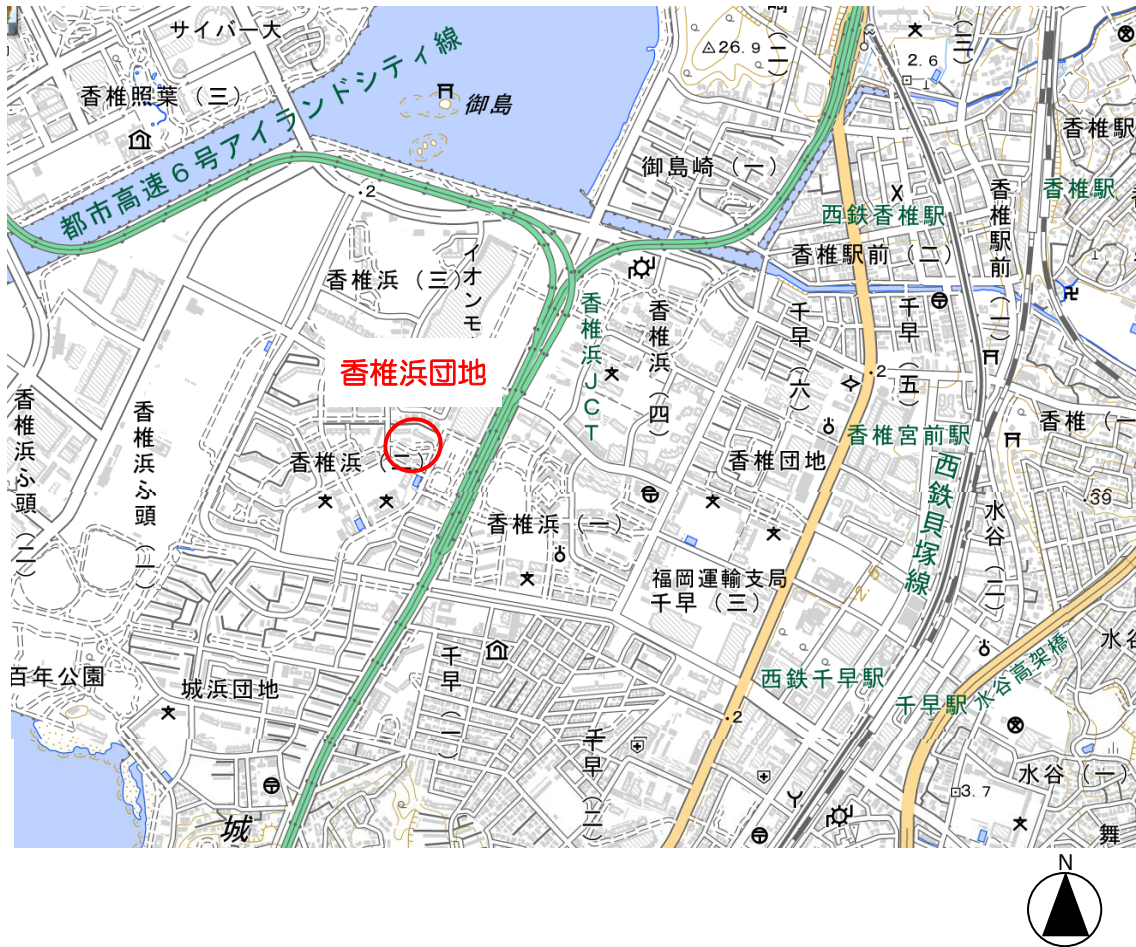 サイバー大
香椎照葉（三）
都市高速６号アイランドシティ線
御島
26.9
2.6
香椎駅
香椎駅
御島崎（一）
西鉄香椎駅
香椎駅前（二）
香椎駅前（一）
2
香椎浜（三）
イオンモ
香椎浜ＪＣＴ
香椎浜（四）
千早（六）
千早（五）
2
香椎浜団地
香椎浜ふ頭（二）
香椎浜ふ頭（一）
香椎浜（二）
香椎浜（一）
香椎団地
香椎宮前駅
西鉄貝塚線
香椎（一
39
水谷（二）
福岡運輸支局
千早（三）
百年公園
城浜団地
千早（一）
千早（二）
西鉄千早駅
千早駅
水谷高架橋
水谷
2
水谷（一）
3.7
城
舞
N